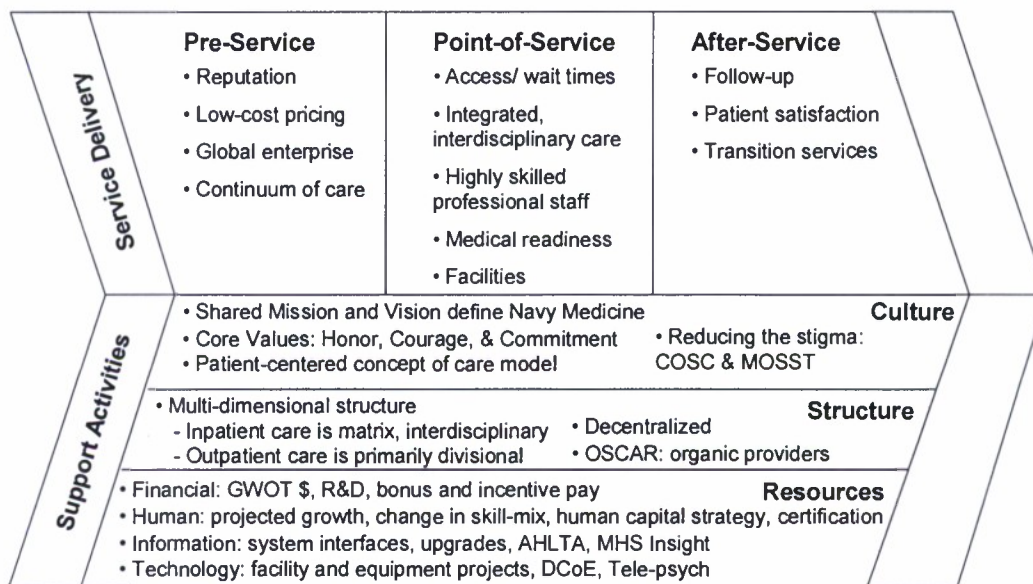 Service Delivery
Pre-Service
• Reputation
• Low-cost pricing
• Global enterprise
• Continuum of care
Point-of-Service
• Access/ wait times
• Integrated,
interdisciplinary care
• Highly skilled
professional staff
• Medical readiness
• Facilities
After-Service
• Follow-up
• Patient satisfaction
• Transition services
Support Activities
Culture
• Shared Mission and Vision define Navy Medicine
• Core Values: Honor, Courage, & Commitment
• Patient-centered concept of care model
• Reducing the stigma:
COSC & MOSST
Structure
• Multi-dimensional structure
- Inpatient care is matrix, interdisciplinary
- Outpatient care is primarily divisional
• Decentralized
• OSCAR: organic providers
Resources
• Financial: GWOT $, R&D, bonus and incentive pay
• Human: projected growth, change in skill-mix, human capital strategy, certification
• Information: system interfaces, upgrades, AHLTA, MHS Insight
• Technology: facility and equipment projects, DCoE, Tele-psych